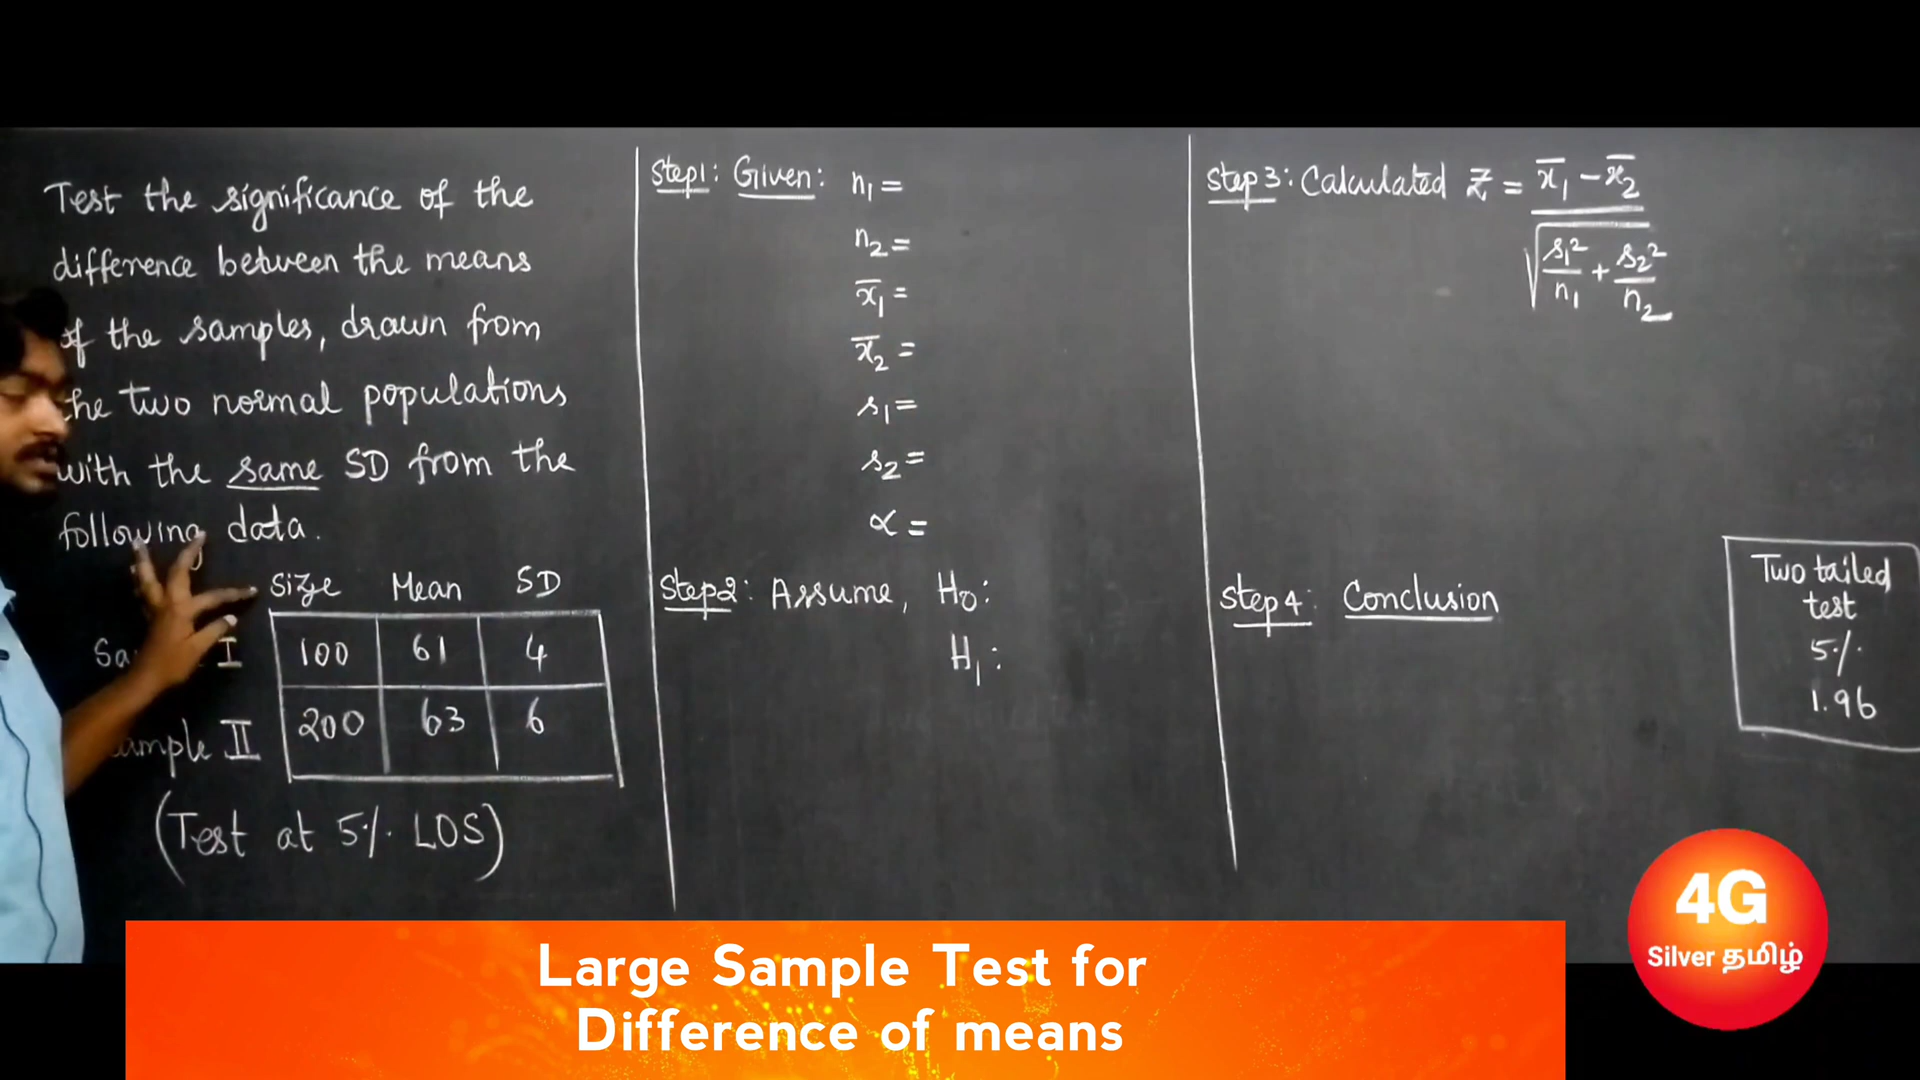 Test the significance of the
difference between the means
of the samples, drawn from
the two normal populations
with the same SD from the
following data.
Size Mean SD
I 100 61 4
II 200 63 6
(Test at 5% LOS)
Step1: Given: n₁ =
n₂ =
x̅₁ =
x̅₂ =
s₁ =
s₂ =
α =
Step2: Assume, H₀:
H₁:
Step 3: Calculated Z = x̅₁ - x̅₂
√ s₁²/n₁ + s₂²/n₂
Step 4: Conclusion
Two tailed
test
5%
1.96
Large Sample Test for
Difference of means
4G
Silver தமிழ்